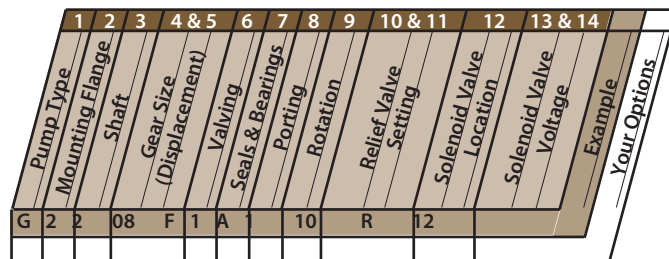 1 2 3 4 & 5 6 7 8 9 10 & 11 12 13 & 14
Pump Type
Mounting Flange
Shaft
Gear Size
(Displacement)
Valving
Seals & Bearings
Porting
Rotation
Relief Valve
Setting
Solenoid Valve
Location
Solenoid Valve
Voltage
Example
Your Options
G 2 2 08 F 1 A 1 10 R 12